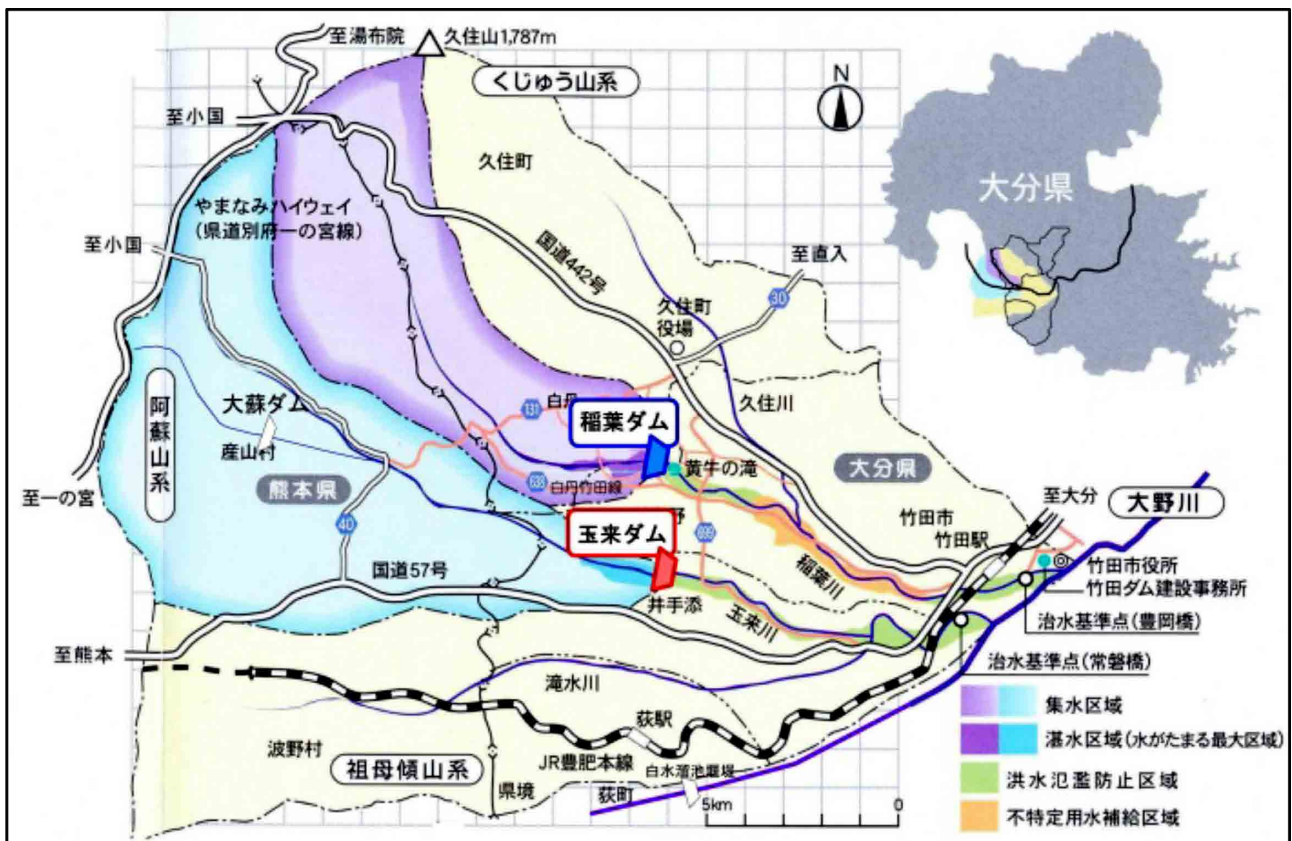 至湯布院
久住山1,787m
くじゅう山系
N
至小国
久住町
大分県
やまなみハイウェイ
(県道別府一の宮線)
至小国
国道442号
至直入
30
久住町
役場
阿蘇山系
大蘇ダム
産山村
131
稲葉ダム
久住川
黄牛の滝
大分県
至一の宮
熊本県
638
白丹竹田線
野
至大分
大野川
40
玉来ダム
695
竹田市
竹田駅
国道57号
稲葉川
竹田市役所
竹田ダム建設事務所
井手添
玉来川
治水基準点(豊岡橋)
至熊本
治水基準点(常磐橋)
滝水川
集水区域
荻駅
湛水区域(水がたまる最大区域)
波野村
JR豊肥本線
白水溜池堰堤
祖母傾山系
洪水氾濫防止区域
県境
荻町
5km
0
不特定用水補給区域